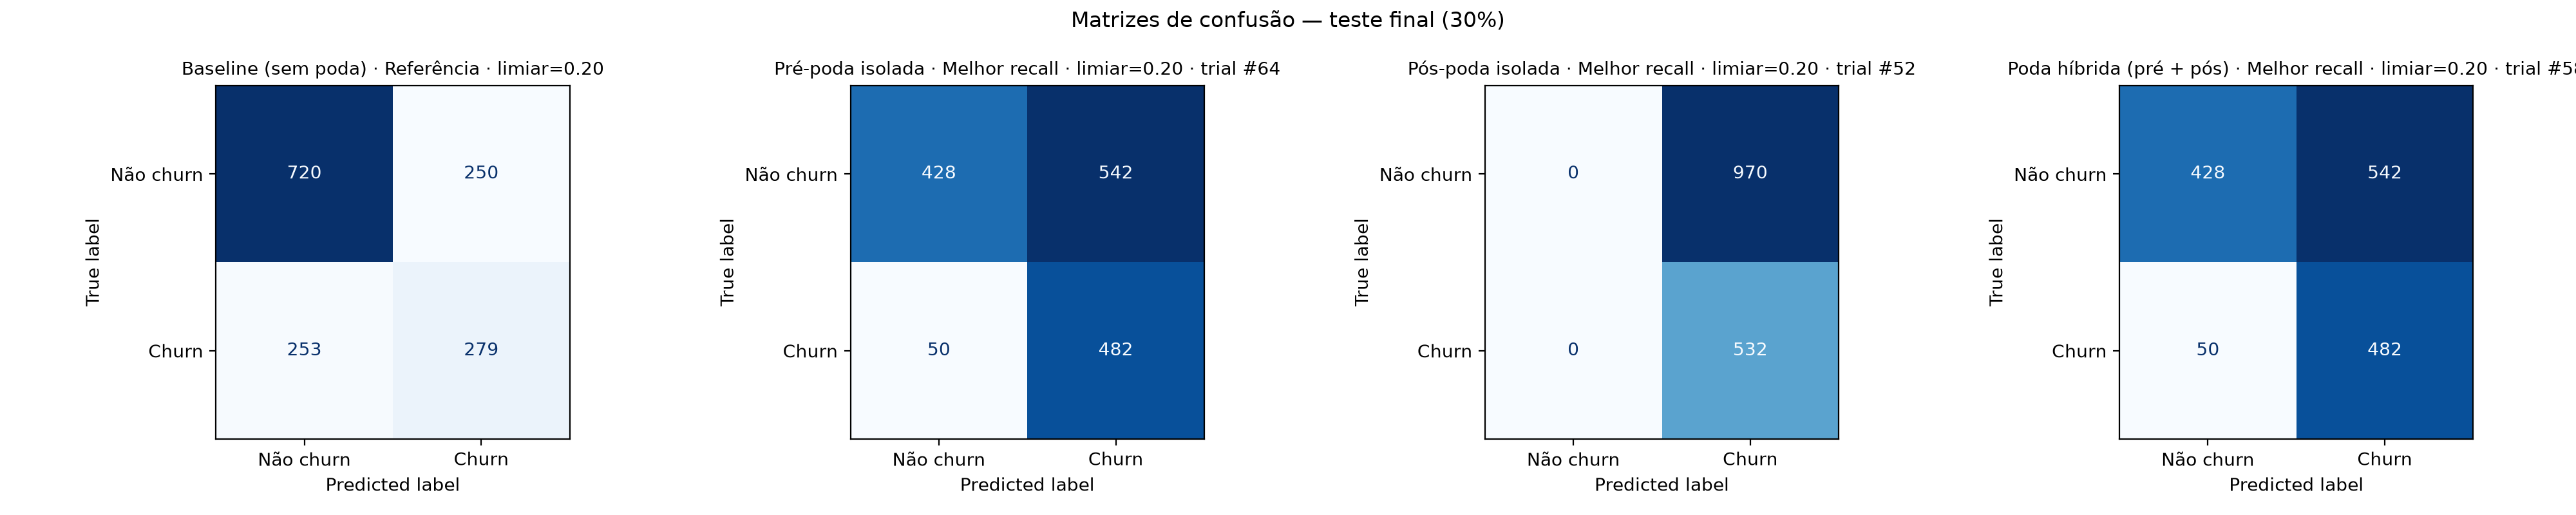 Matrizes de confusão — teste final (30%)
Baseline (sem poda) · Referência · limiar=0.20
True label
Não churn
720
250
Churn
253
279
Não churn
Churn
Predicted label
Pré-poda isolada · Melhor recall · limiar=0.20 · trial #64
True label
Não churn
428
542
Churn
50
482
Não churn
Churn
Predicted label
Pós-poda isolada · Melhor recall · limiar=0.20 · trial #52
True label
Não churn
0
970
Churn
0
532
Não churn
Churn
Predicted label
Poda híbrida (pré + pós) · Melhor recall · limiar=0.20 · trial #58
True label
Não churn
428
542
Churn
50
482
Não churn
Churn
Predicted label